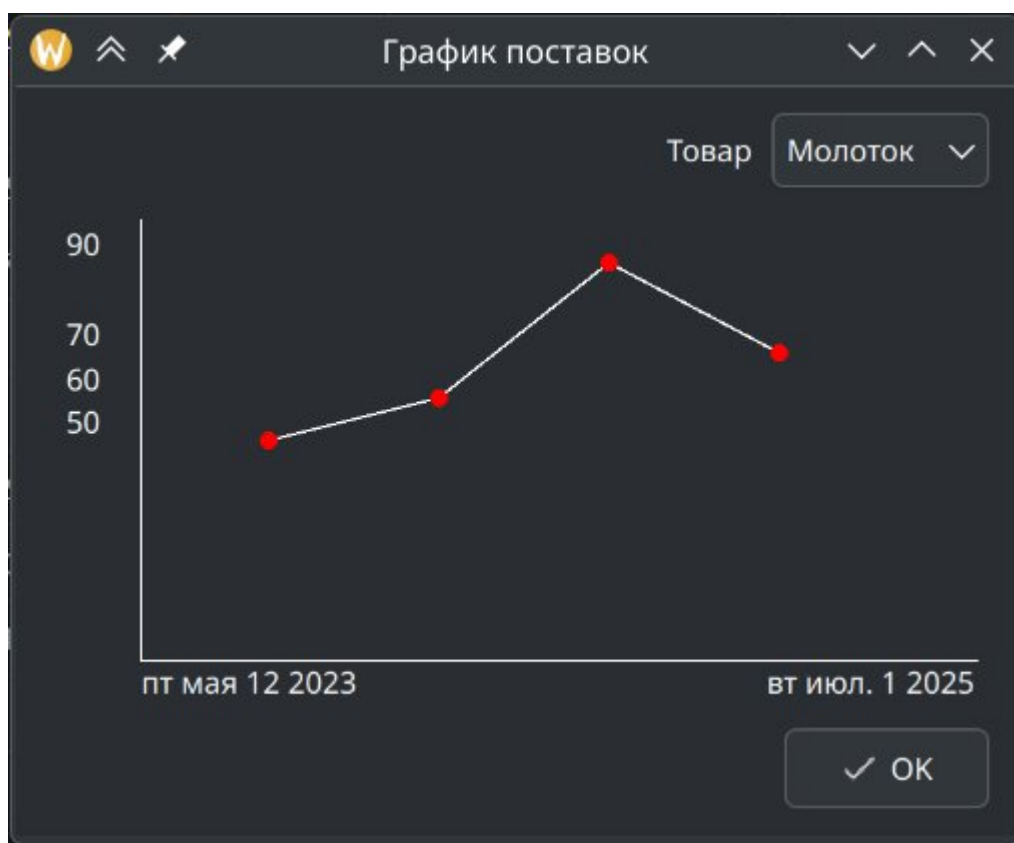 W
График поставок
Товар Молоток
90
70
60
50
пт мая 12 2023 вт июл. 1 2025
OK